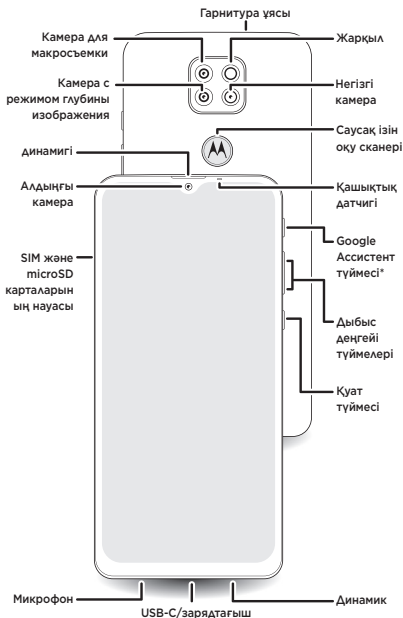 Гарнитура ұясы
Камера для
макросъемки
Жарқыл
Камера с
режимом глубины
изображения
Негізгі
камера
Саусақ ізін
оқу сканері
динамигі
Алдыңғы
камера
Қашықтық
датчигі
SIM және
microSD
карталарын
ың науасы
Google
Ассистент
түймесі*
Дыбыс
деңгейі
түймелері
Қуат
түймесі
Микрофон
USB-C/зарядтағыш
Динамик